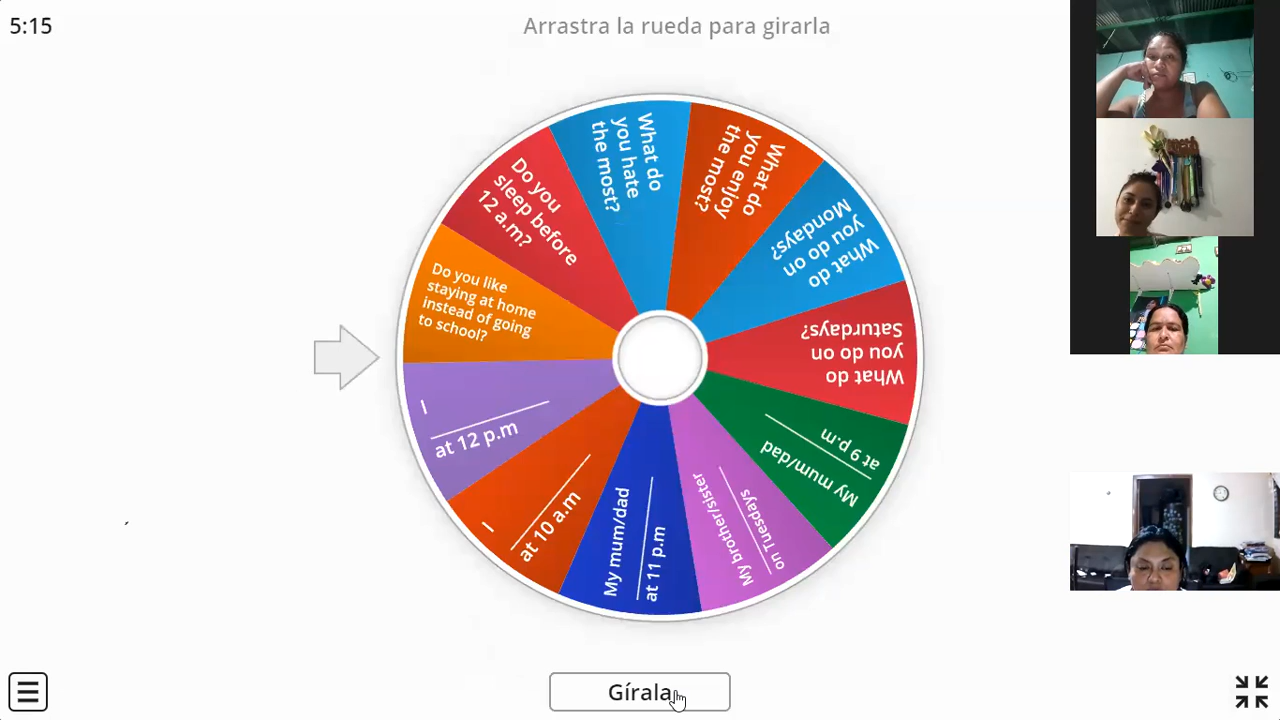 5:15
Arrastra la rueda para girarla
What do
you hate
the most?
What do
you enjoy
the most?
What do
you do on
Mondays?
What do
you do on
Saturdays?
My mum/dad
at 9 p.m
My brother/sister
on Tuesdays
My mum/dad
at 11 p.m
I
at 10 a.m
I
at 12 p.m
Do you like
staying at home
instead of going
to school?
Do you
sleep before
12 a.m?
Gírala